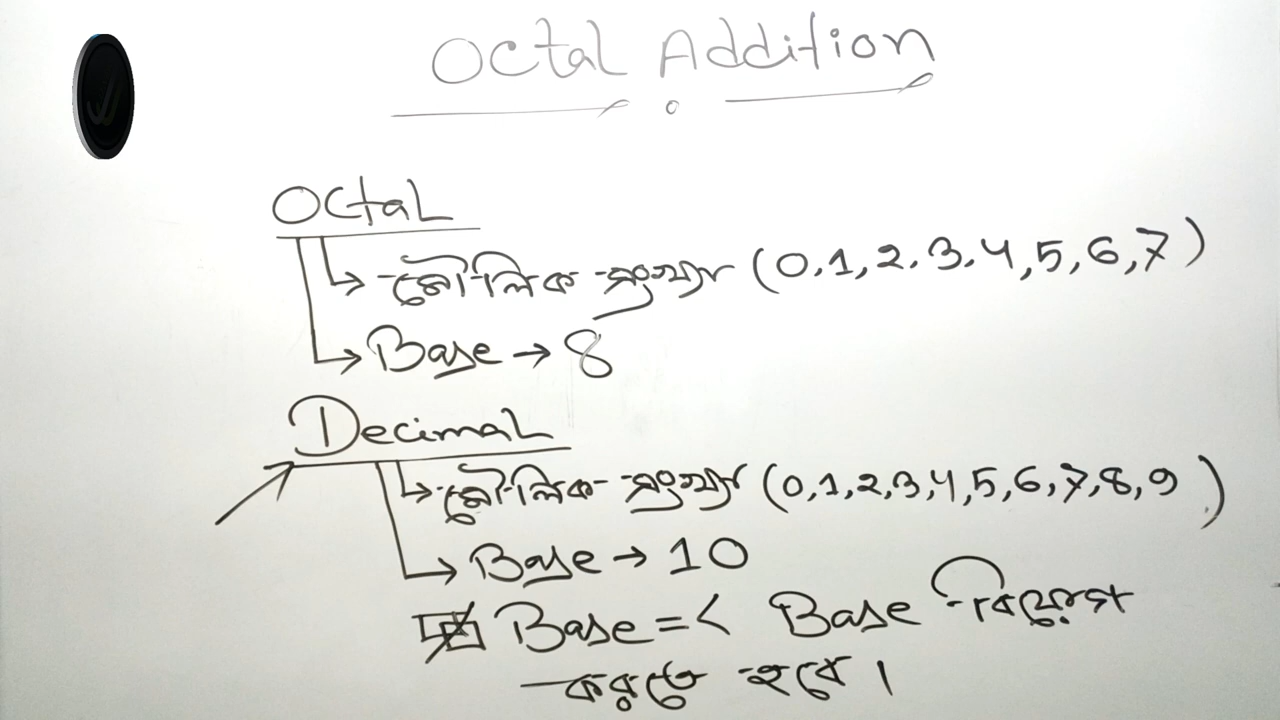 Octal Addition
Octal
মৌলিক সংখ্যা (0,1,2,3,4,5,6,7)
Base → 8
Decimal
মৌলিক সংখ্যা (0,1,2,3,4,5,6,7,8,9)
Base → 10
Base =< Base বিয়োগ
করতে হবে।